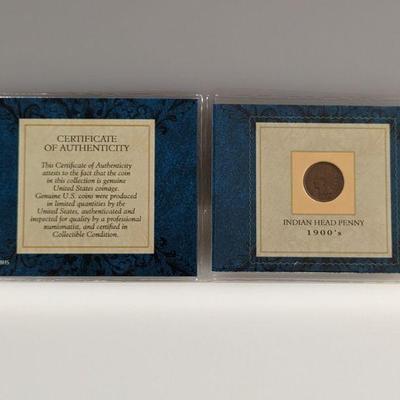 CERTIFICATE
OF AUTHENTICITY
This Certificate of Authenticity
attests to the fact that the coin
in this collection is genuine
United States coinage.
Genuine U.S. coins were produced
in limited quantities by the
United States, authenticated and
inspected for quality by a professional
numismatist, and certified in
Collectible Condition.
INDIAN HEAD PENNY
1900's